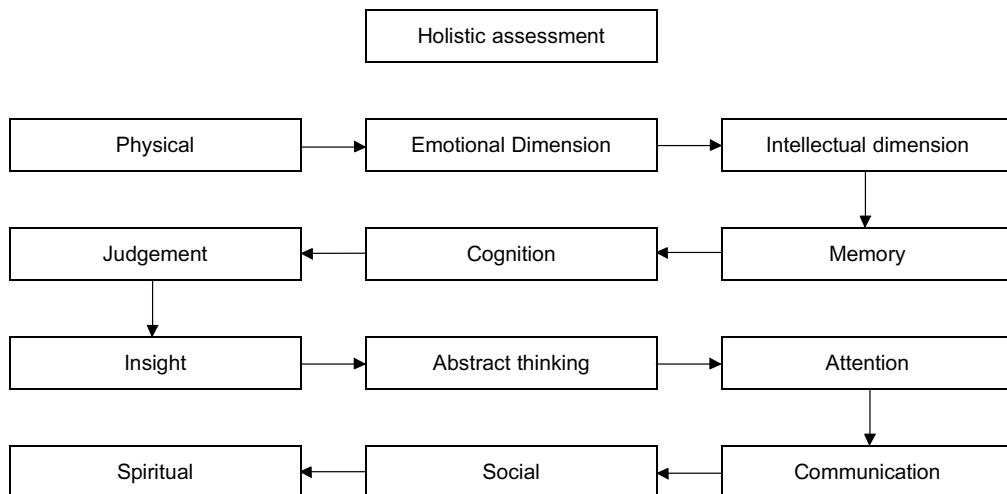 Holistic assessment
Physical
Emotional Dimension
Intellectual dimension
Memory
Cognition
Judgement
Insight
Abstract thinking
Attention
Communication
Social
Spiritual